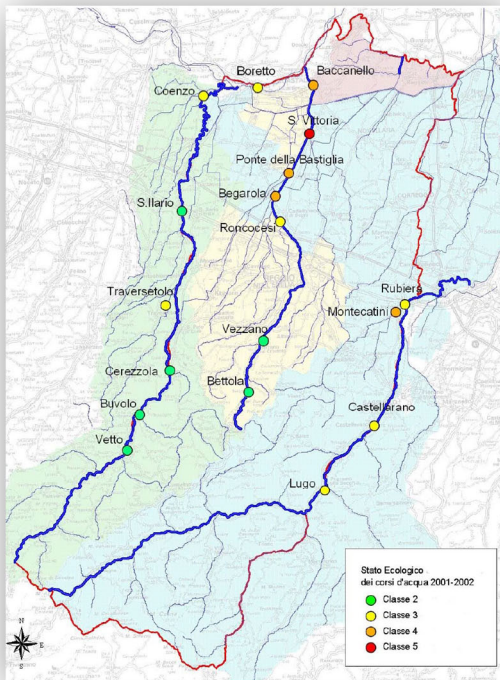 Boretto
Baccanello
Coenzo
S. Vittoria
Ponte della Bastiglia
Begarola
S.Ilario
Roncocesi
Traversetolo
Rubiera
Montecatini
Vezzano
Cerezzola
Bettola
Buvolo
Castellarano
Vetto
Lugo
Stato Ecologico
dei corsi d'acqua 2001-2002
Classe 2
Classe 3
Classe 4
Classe 5
N
E
S